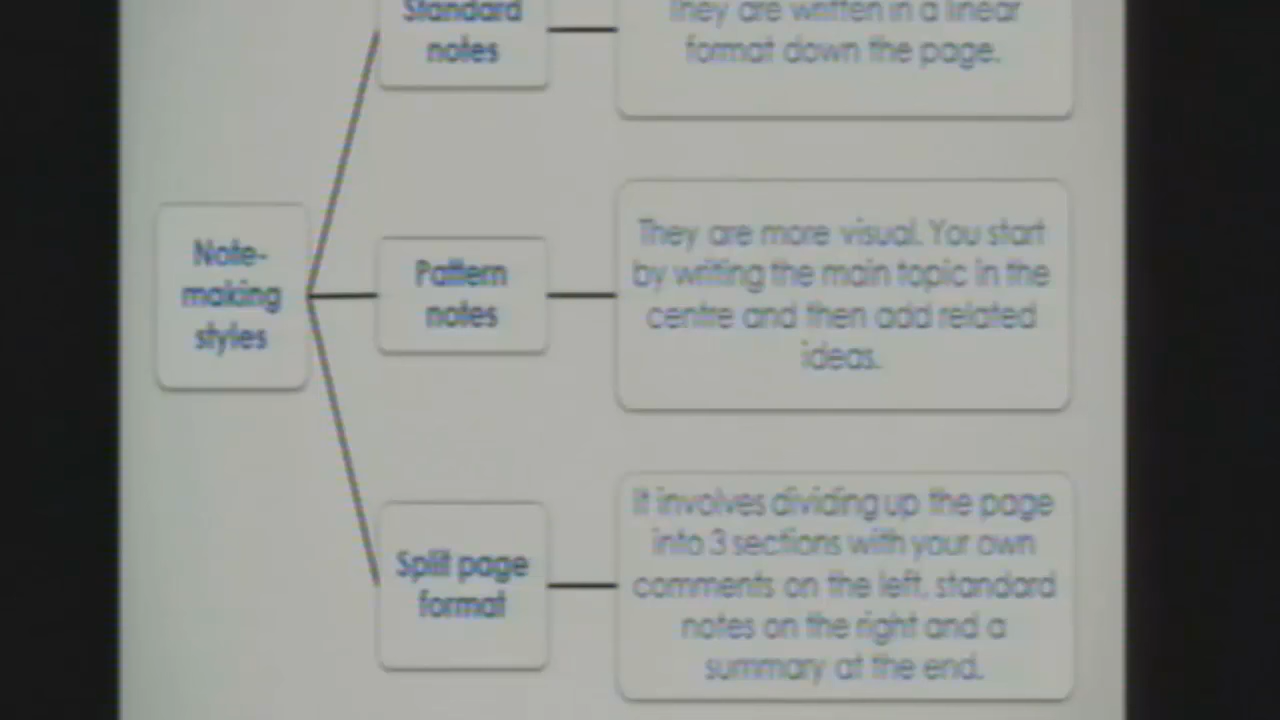 Standard
notes
They are written in a linear
format down the page.
Note-
making
styles
Pattern
notes
They are more visual. You start
by writing the main topic in the
centre and then add related
ideas.
Split page
format
It involves dividing up the page
into 3 sections with your own
comments on the left, standard
notes on the right and a
summary at the end.